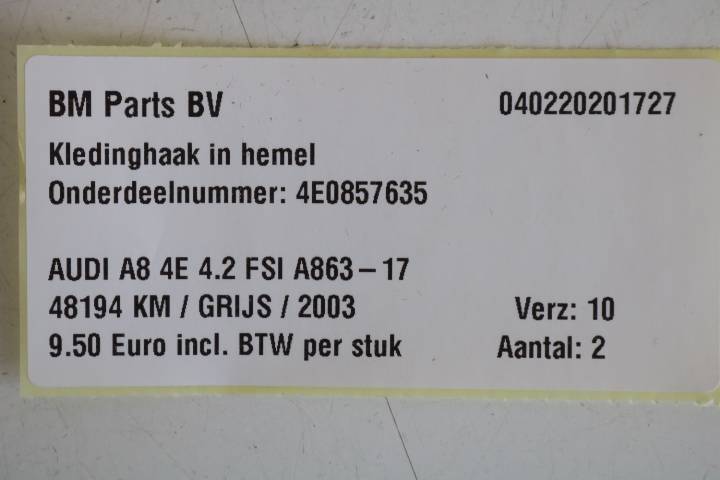 BM Parts BV 040220201727
Kledinghaak in hemel
Onderdeelnummer: 4E0857635
AUDI A8 4E 4.2 FSI A863-17
48194 KM / GRIJS / 2003 Verz: 10
9.50 Euro incl. BTW per stuk Aantal: 2